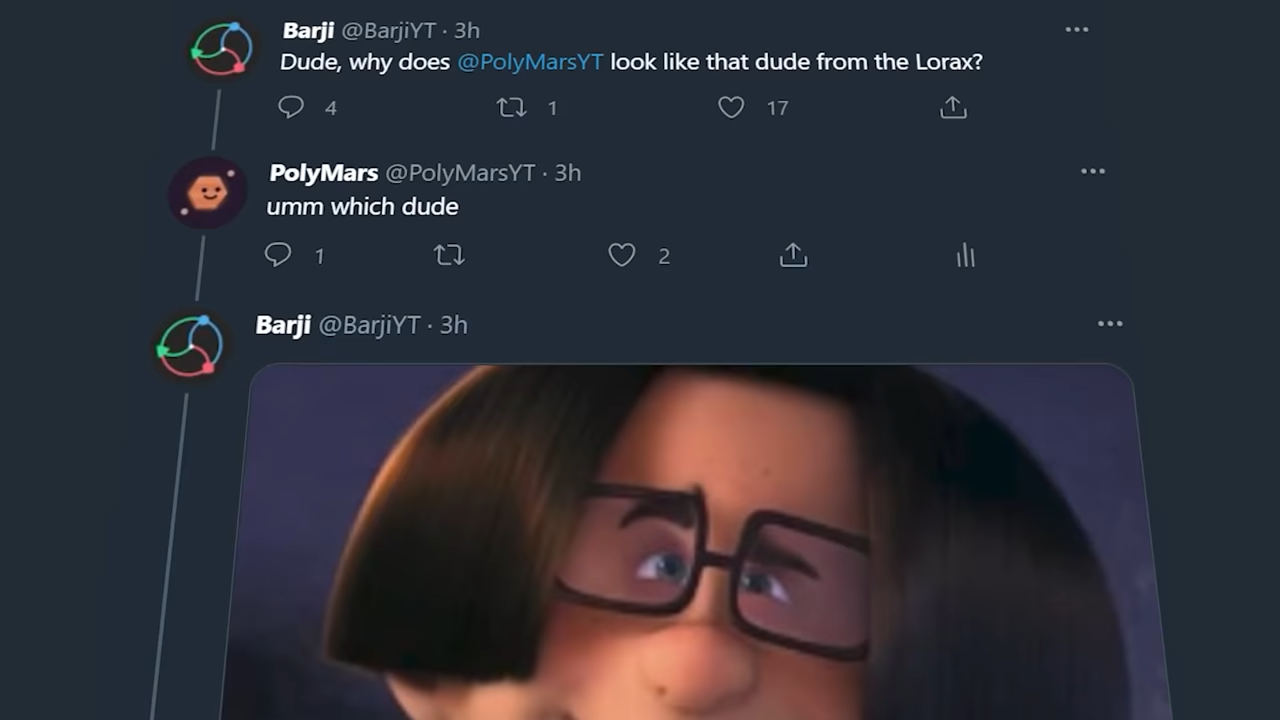 Barji @BarjiYT · 3h
Dude, why does @PolyMarsYT look like that dude from the Lorax?
4 1 17
PolyMars @PolyMarsYT · 3h
umm which dude
1 2
Barji @BarjiYT · 3h